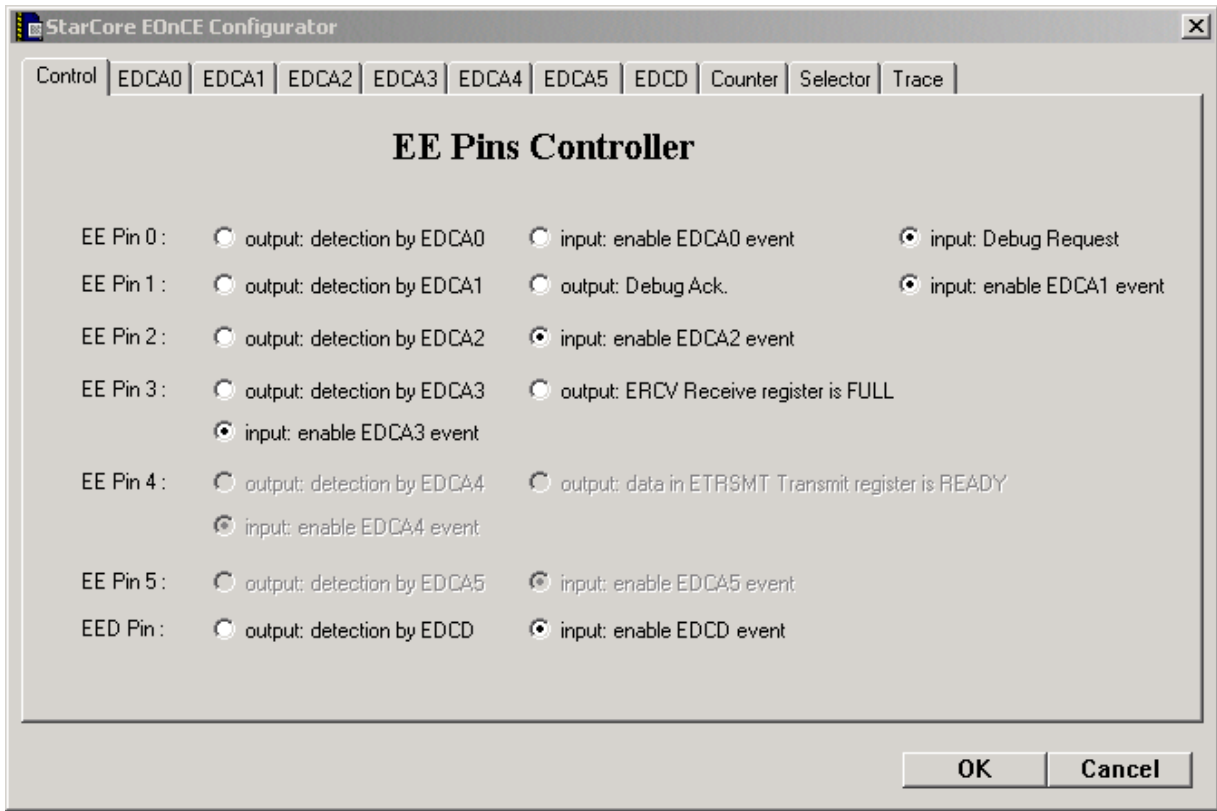 StarCore EOnCE Configurator
Control EDCA0 EDCA1 EDCA2 EDCA3 EDCA4 EDCA5 EDCD Counter Selector Trace
EE Pins Controller
EE Pin 0 : output: detection by EDCA0 input: enable EDCA0 event input: Debug Request
EE Pin 1 : output: detection by EDCA1 output: Debug Ack. input: enable EDCA1 event
EE Pin 2 : output: detection by EDCA2 input: enable EDCA2 event
EE Pin 3 : output: detection by EDCA3 output: ERCV Receive register is FULL
input: enable EDCA3 event
EE Pin 4 : output: detection by EDCA4 output: data in ETRSMT Transmit register is READY
input: enable EDCA4 event
EE Pin 5 : output: detection by EDCA5 input: enable EDCA5 event
EED Pin : output: detection by EDCD input: enable EDCD event
OK Cancel